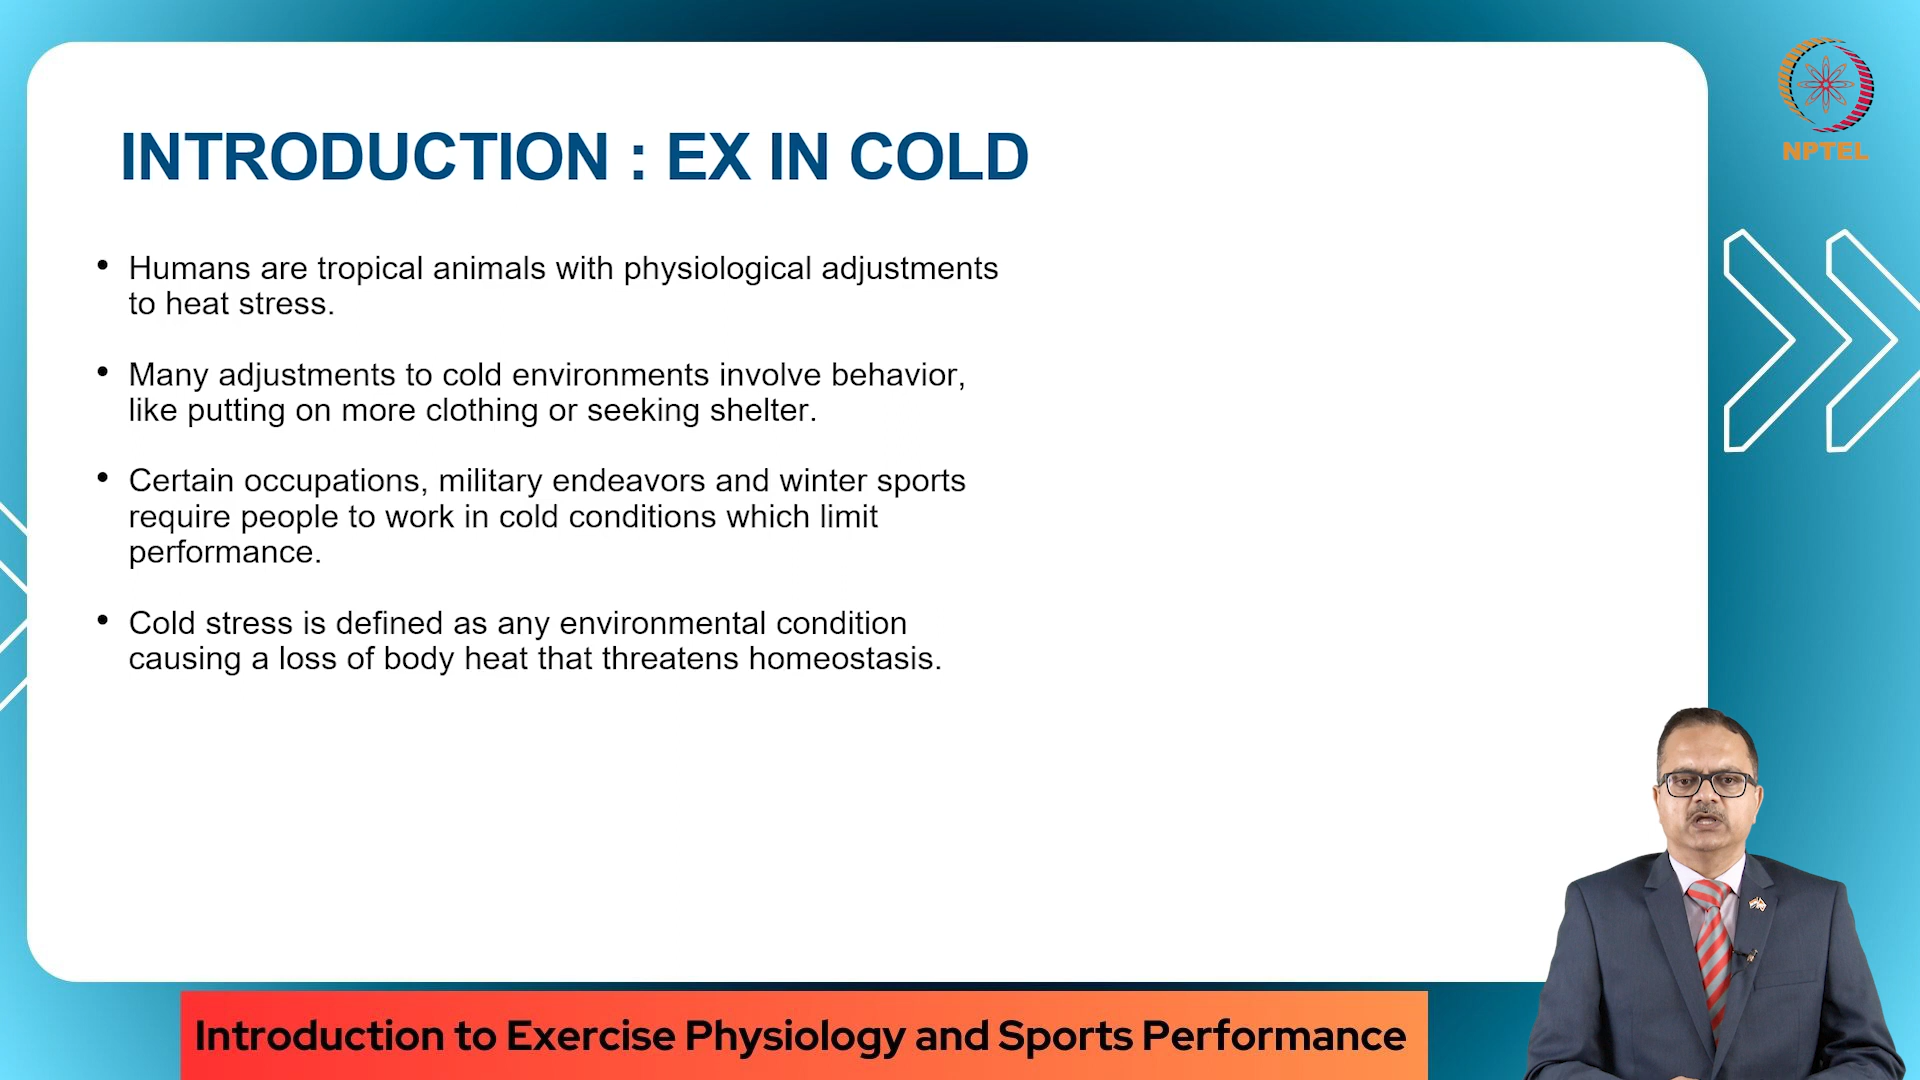 NPTEL
INTRODUCTION : EX IN COLD
• Humans are tropical animals with physiological adjustments
to heat stress.
• Many adjustments to cold environments involve behavior,
like putting on more clothing or seeking shelter.
• Certain occupations, military endeavors and winter sports
require people to work in cold conditions which limit
performance.
• Cold stress is defined as any environmental condition
causing a loss of body heat that threatens homeostasis.
Introduction to Exercise Physiology and Sports Performance